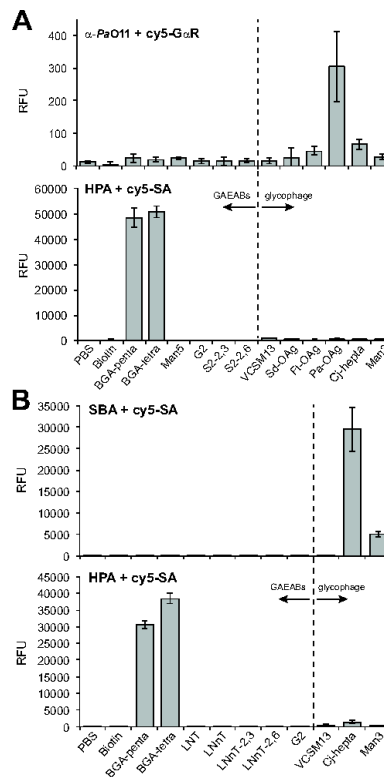 A
α-PaO11 + cy5-GαR
RFU
400
300
200
100
0
HPA + cy5-SA
GAEABs glycophage
RFU
60000
50000
40000
30000
20000
10000
0
PBS
Biotin
BGA-penta
BGA-tetra
Man5
G2
S2-2,3
S2-2,6
VCSM13
Sd-OAg
Ft-OAg
Pa-OAg
Cj-hepta
Man3
B
SBA + cy5-SA
RFU
35000
30000
25000
20000
15000
10000
5000
0
HPA + cy5-SA
GAEABs glycophage
RFU
45000
40000
35000
30000
25000
20000
15000
10000
5000
0
PBS
Biotin
BGA-penta
BGA-tetra
LNT
LNnT
LNnT-2,3
LNnT-2,6
G2
VCSM13
Cj-hepta
Man3